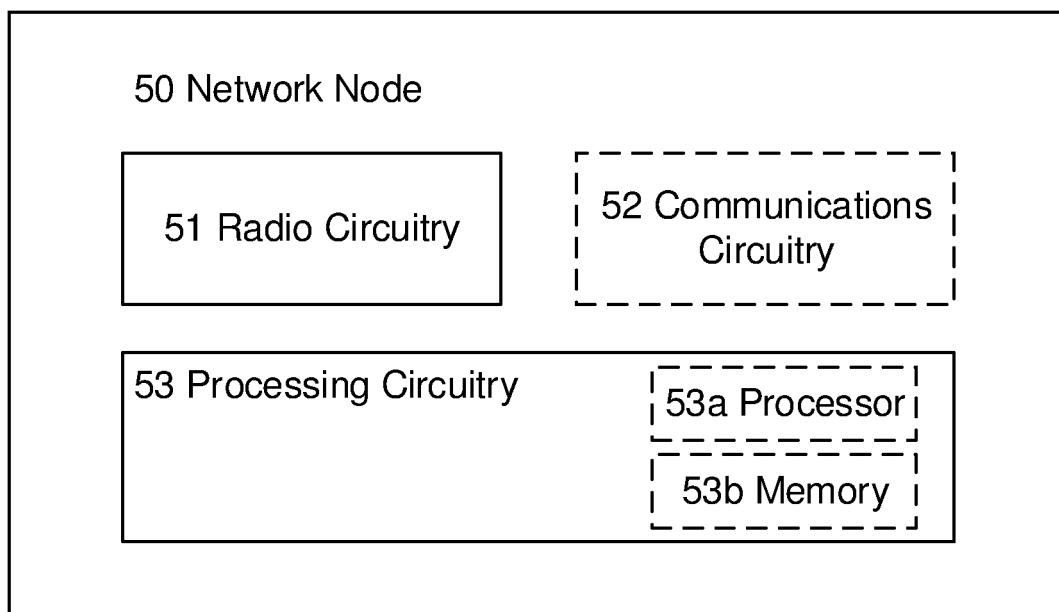 50 Network Node
51 Radio Circuitry
52 Communications
Circuitry
53 Processing Circuitry
53a Processor
53b Memory